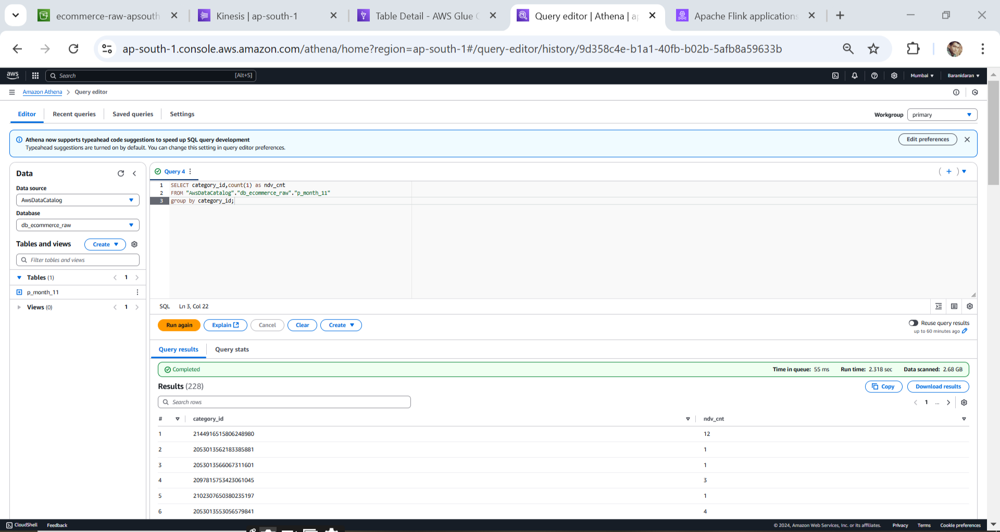 ecommerce-raw-apsouth
Kinesis | ap-south-1
Table Detail - AWS Glue C
Query editor | Athena | ap
Apache Flink applications
ap-south-1.console.aws.amazon.com/athena/home?region=ap-south-1#/query-editor/history/9d358c4e-b1a1-40fb-b02b-5afb8a59633b
aws
Search
[Alt+S]
Mumbai
Baranidaran
Amazon Athena
Query editor
Editor
Recent queries
Saved queries
Settings
Workgroup
primary
Athena now supports typeahead code suggestions to speed up SQL query development
Typeahead suggestions are turned on by default. You can change this setting in query editor preferences.
Edit preferences
Data
Data source
AwsDataCatalog
Database
db_ecommerce_raw
Tables and views
Create
Filter tables and views
Tables (1)
1
p_month_11
Views (0)
1
Query 4
1 SELECT category_id,count(1) as ndv_cnt
2 FROM "AwsDataCatalog"."db_ecommerce_raw"."p_month_11"
3 group by category_id;
SQL
Ln 3, Col 22
Run again
Explain
Cancel
Clear
Create
Reuse query results
up to 60 minutes ago
Query results
Query stats
Completed
Time in queue: 55 ms
Run time: 2.318 sec
Data scanned: 2.68 GB
Results (228)
Copy
Download results
Search rows
1 ...
# category_id ndv_cnt
1 2144916515806248980 12
2 2053013562183385881 1
3 2053013566067311601 1
4 2097815753423061045 3
5 2102307650380235197 1
6 2053013553056579841 4
CloudShell
Feedback
© 2024, Amazon Web Services, Inc. or its affiliates.
Privacy
Terms
Cookie preferences